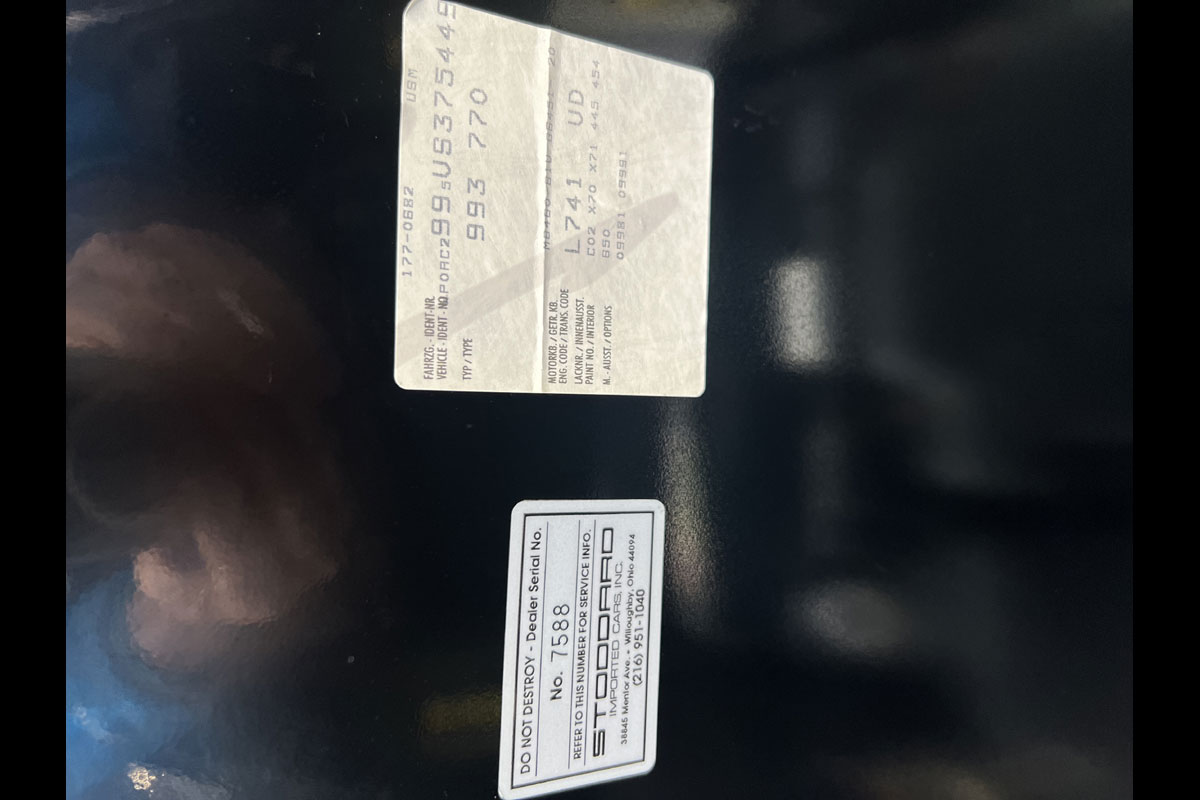 177-0682 USM
FAHRZG. - IDENT-NR.
VEHICLE - IDENT - NO. WP0AC2995VS375449
TYP / TYPE 993 770
MOTORKB. / GETR. KB.
ENG. CODE / TRANS. CODE
LACKNR. / INNENAUSST. L741 UD
PAINT NO. / INTERIOR C02 X70 X71 445 454
M. - AUSST. / OPTIONS
09981 09991
DO NOT DESTROY - Dealer Serial No.
No. 7588
REFER TO THIS NUMBER FOR SERVICE INFO.
STODDARD
IMPORTED CARS, INC.
38845 Mentor Ave. • Willoughby, Ohio 44094
(216) 951-1040